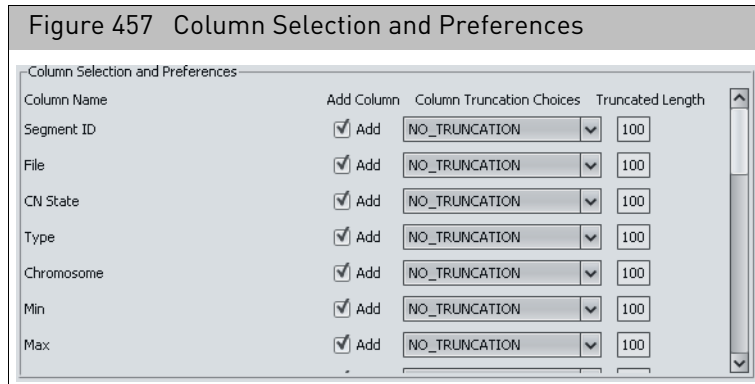 Figure 457 Column Selection and Preferences
Column Selection and Preferences
Column Name Add Column Column Truncation Choices Truncated Length
Segment ID Add NO_TRUNCATION 100
File Add NO_TRUNCATION 100
CN State Add NO_TRUNCATION 100
Type Add NO_TRUNCATION 100
Chromosome Add NO_TRUNCATION 100
Min Add NO_TRUNCATION 100
Max Add NO_TRUNCATION 100